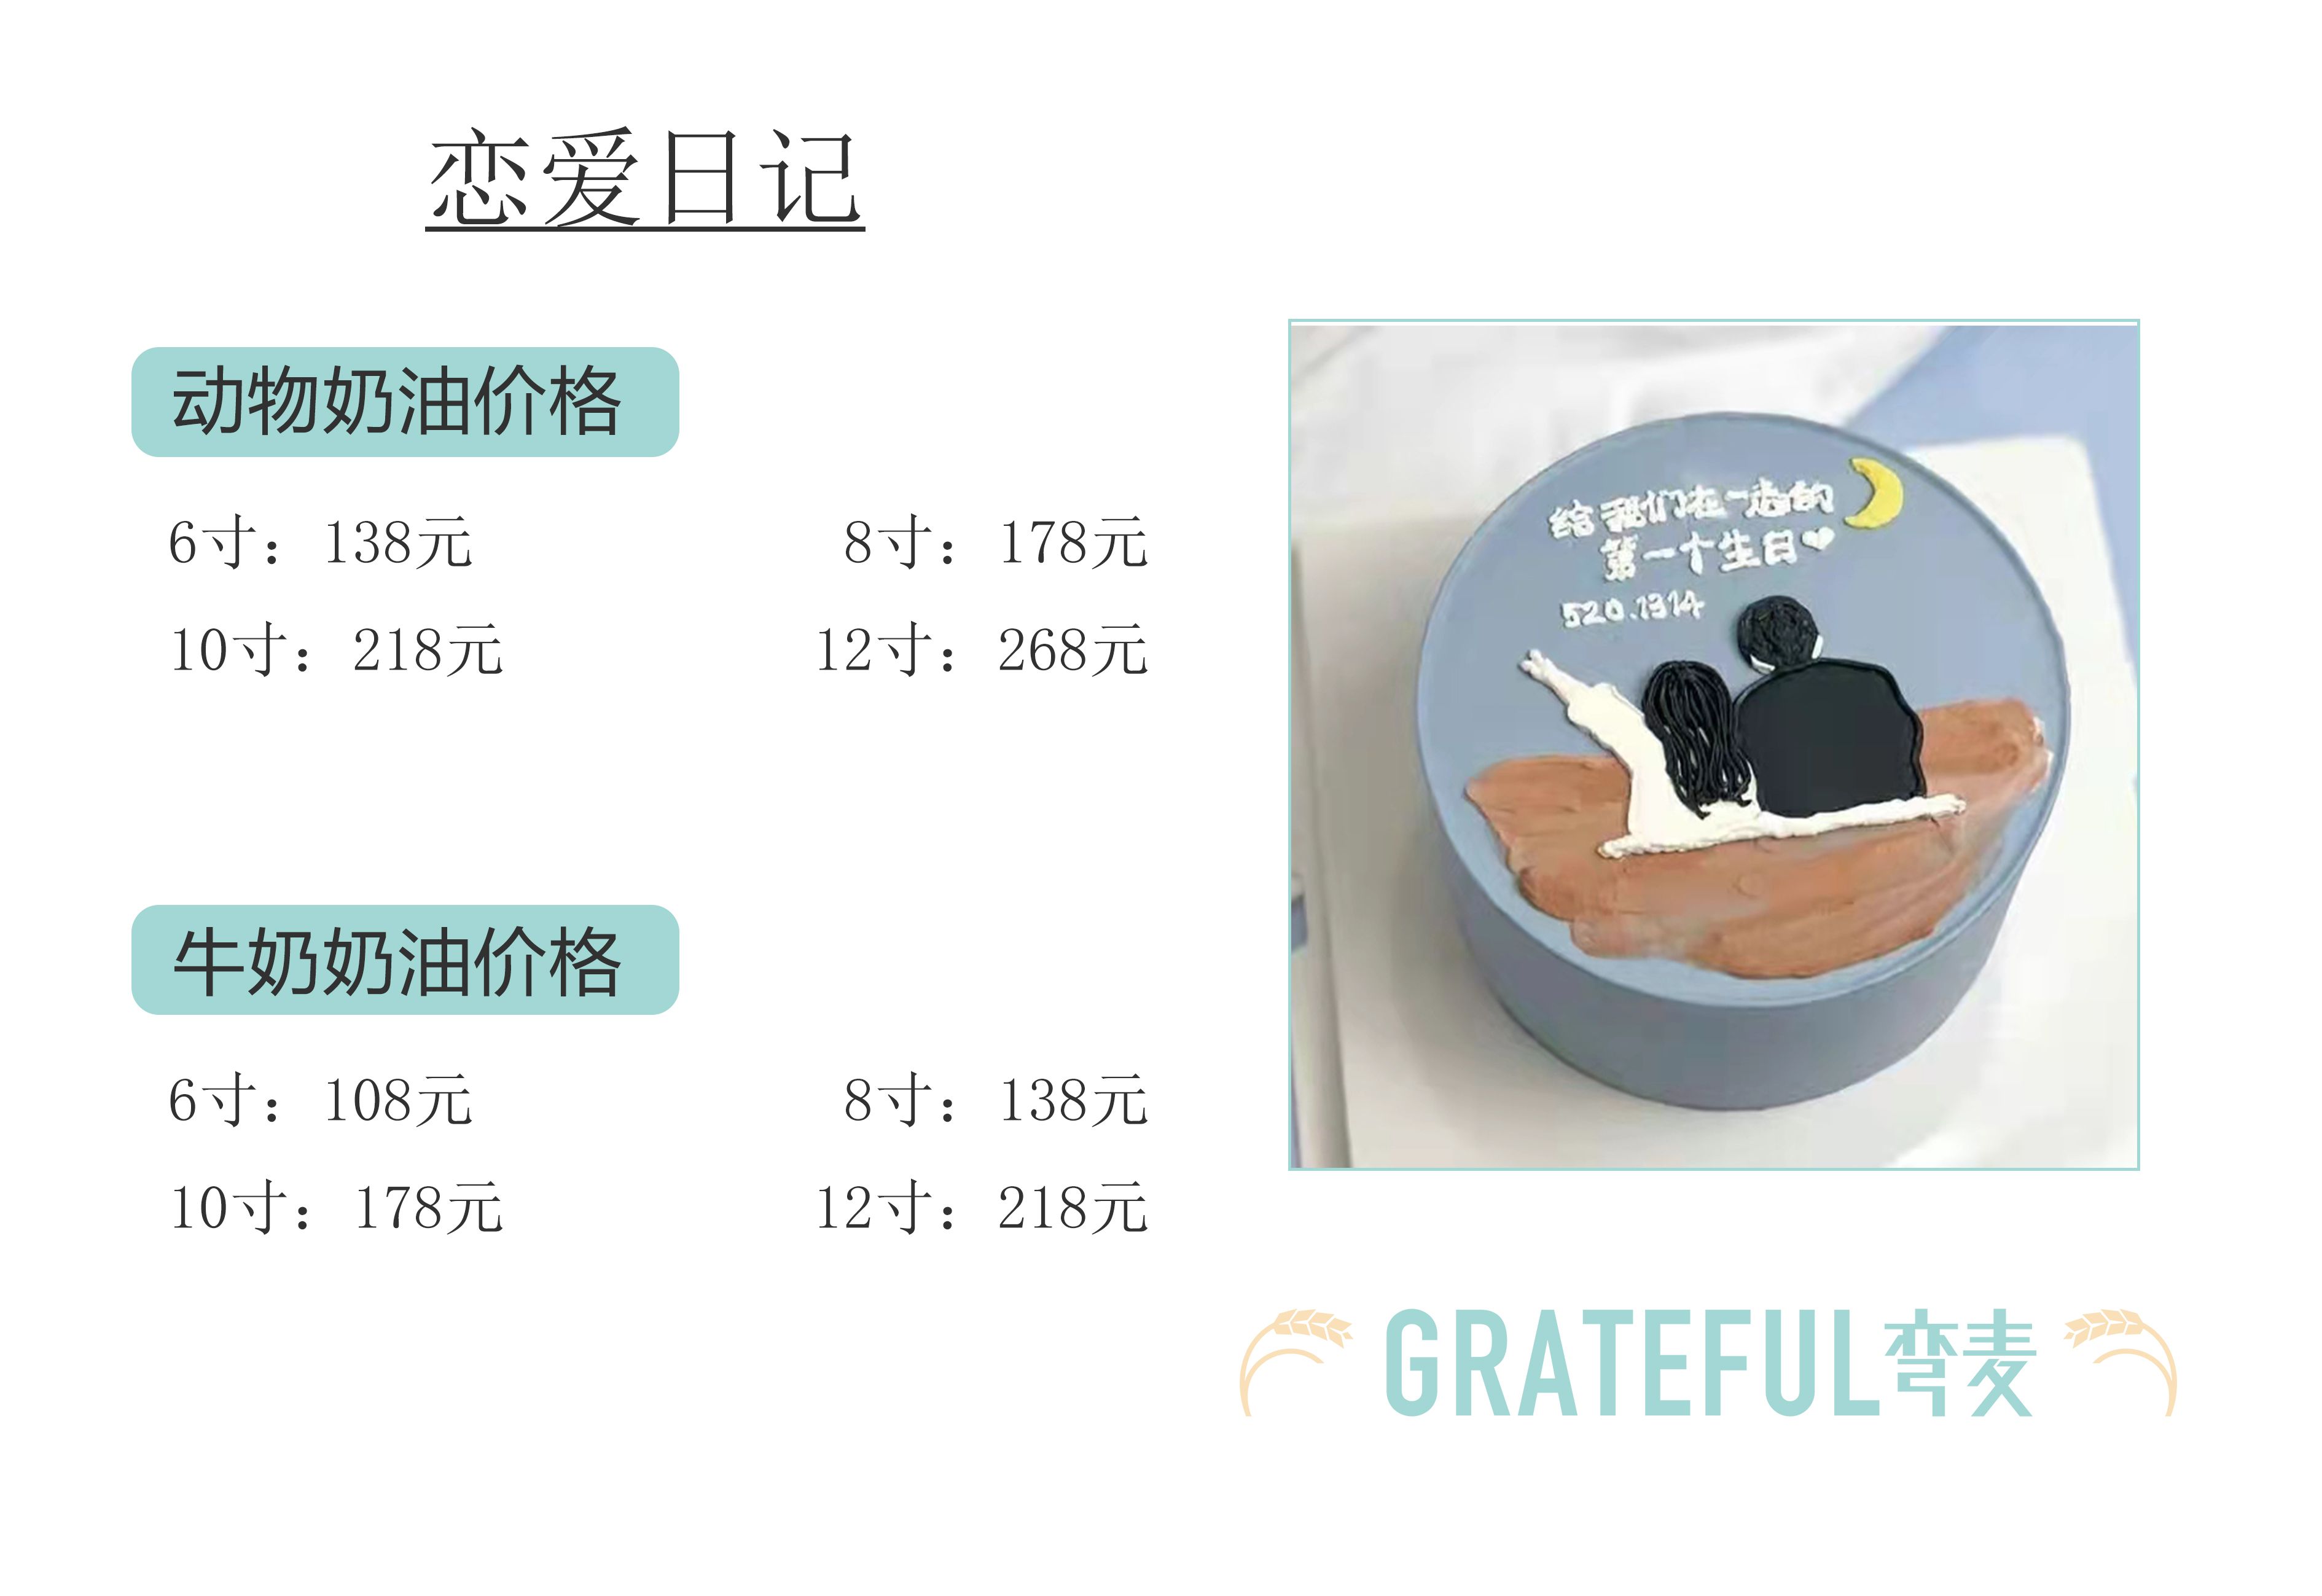 恋爱日记
动物奶油价格
6寸：138元
8寸：178元
10寸：218元
12寸：268元
牛奶奶油价格
6寸：108元
8寸：138元
10寸：178元
12寸：218元
给我们在一起的
第一个生日
520.1314
GRATEFUL弯麦